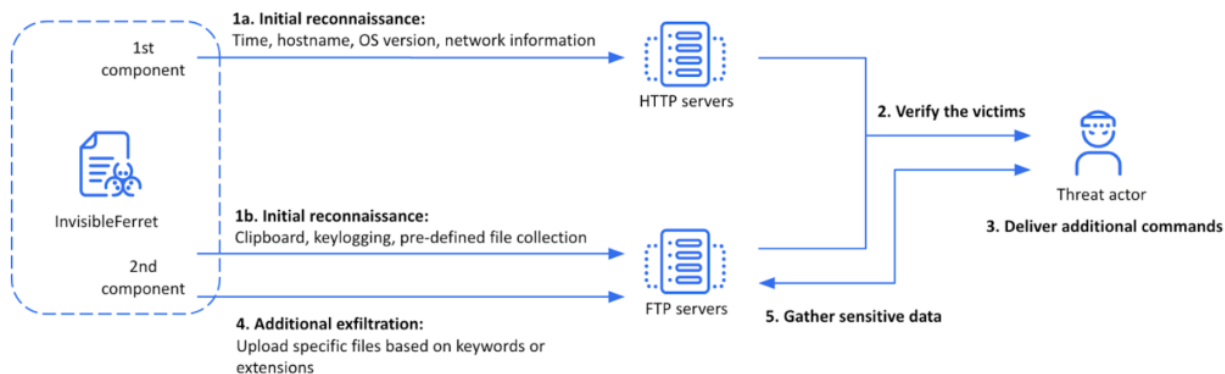 1a. Initial reconnaissance:
Time, hostname, OS version, network information
1st
component
HTTP servers
2. Verify the victims
Threat actor
3. Deliver additional commands
InvisibleFerret
1b. Initial reconnaissance:
Clipboard, keylogging, pre-defined file collection
2nd
component
FTP servers
4. Additional exfiltration:
Upload specific files based on keywords or
extensions
5. Gather sensitive data